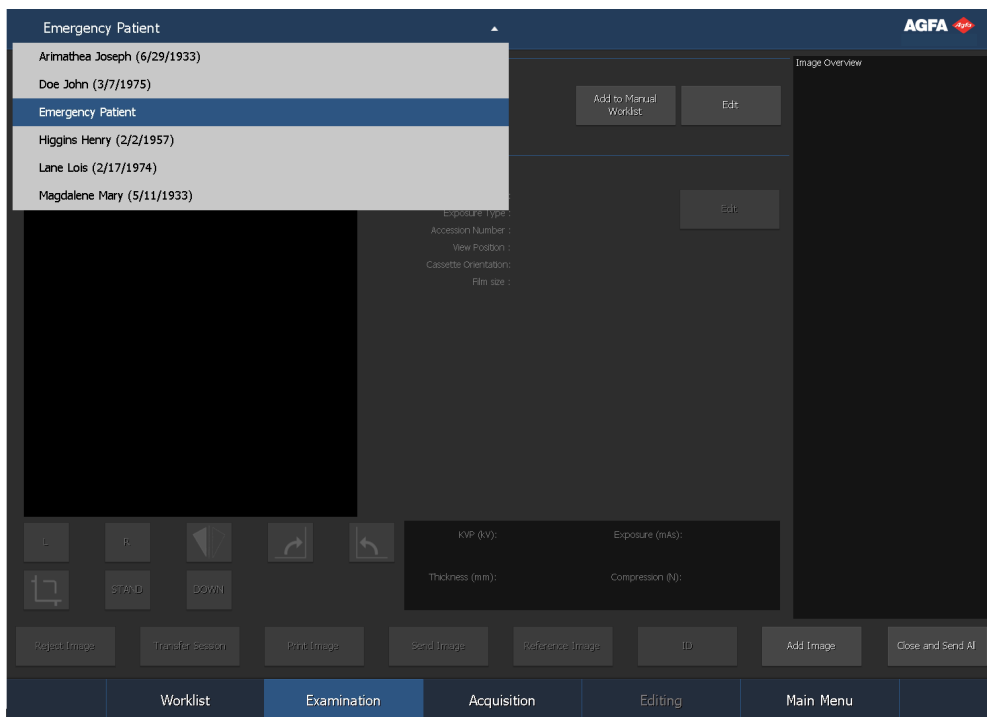 Emergency Patient
AGFA
Agfa
Arimathea Joseph (6/29/1933)
Doe John (3/7/1975)
Emergency Patient
Higgins Henry (2/2/1957)
Lane Lois (2/17/1974)
Magdalene Mary (5/11/1933)
Add to Manual
Worklist
Edit
Image Overview
Exposure Type :
Edit
Accession Number :
View Position :
Cassette Orientation:
Film size :
L
R
STAND
DOWN
KVP (kV):
Exposure (mAs):
Thickness (mm):
Compression (N):
Reject Image
Transfer Session
Print Image
Send Image
Reference Image
ID
Add Image
Close and Send All
Worklist
Examination
Acquisition
Editing
Main Menu